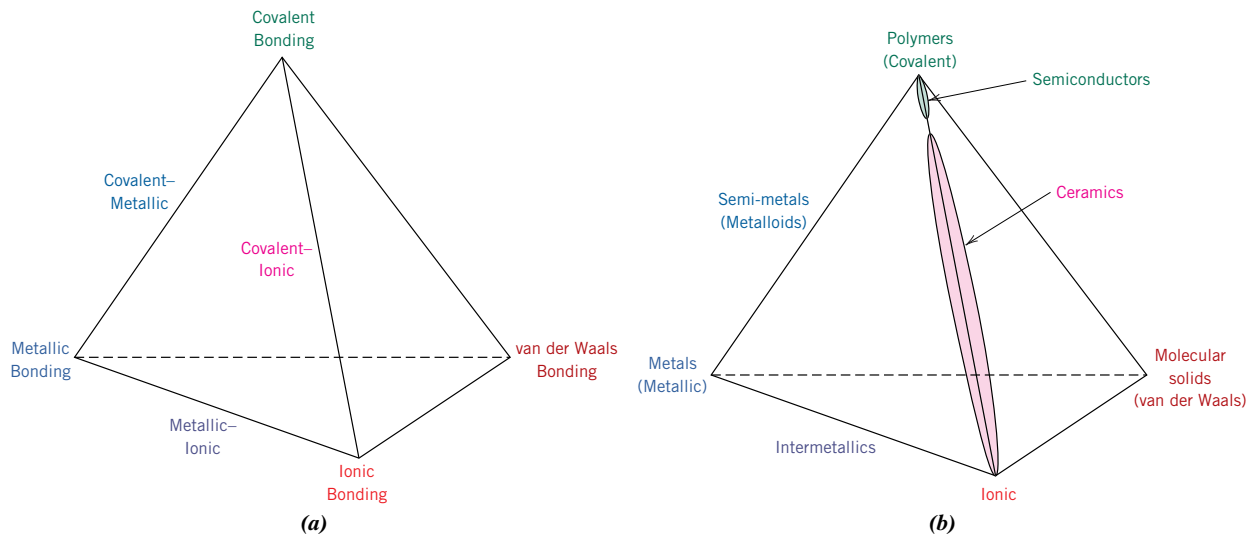 Covalent
Bonding
Covalent–
Metallic
Covalent–
Ionic
Metallic
Bonding
van der Waals
Bonding
Metallic–
Ionic
Ionic
Bonding
(a)
Polymers
(Covalent)
Semiconductors
Semi-metals
(Metalloids)
Ceramics
Metals
(Metallic)
Molecular
solids
(van der Waals)
Intermetallics
Ionic
(b)